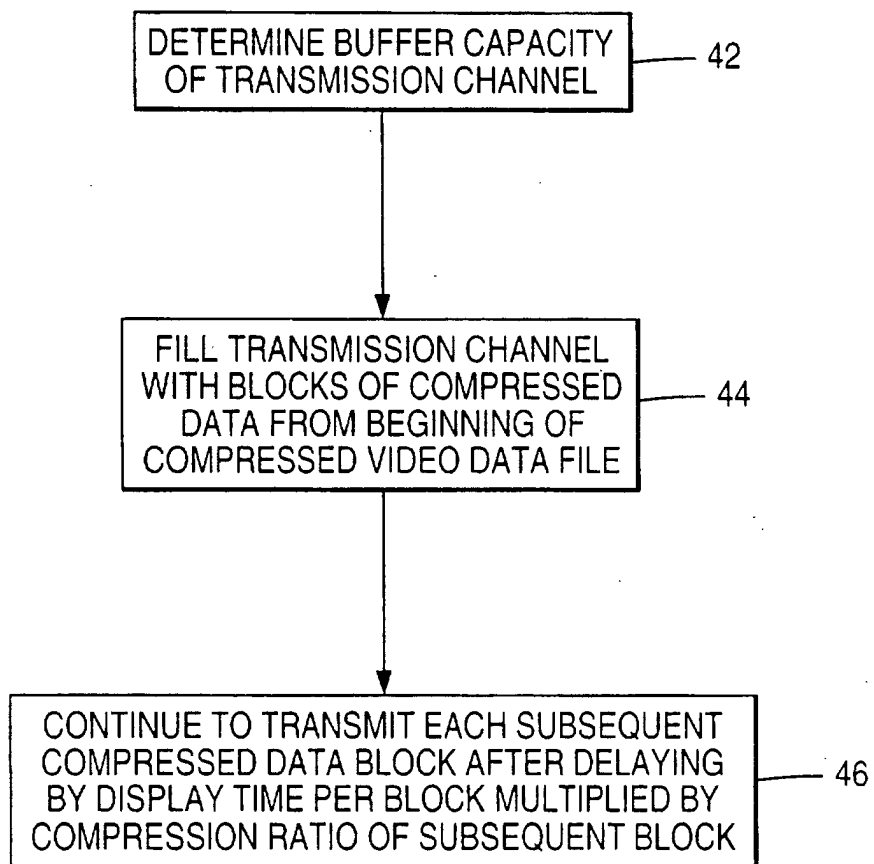 DETERMINE BUFFER CAPACITY
OF TRANSMISSION CHANNEL
42
FILL TRANSMISSION CHANNEL
WITH BLOCKS OF COMPRESSED
DATA FROM BEGINNING OF
COMPRESSED VIDEO DATA FILE
44
CONTINUE TO TRANSMIT EACH SUBSEQUENT
COMPRESSED DATA BLOCK AFTER DELAYING
BY DISPLAY TIME PER BLOCK MULTIPLIED BY
COMPRESSION RATIO OF SUBSEQUENT BLOCK
46